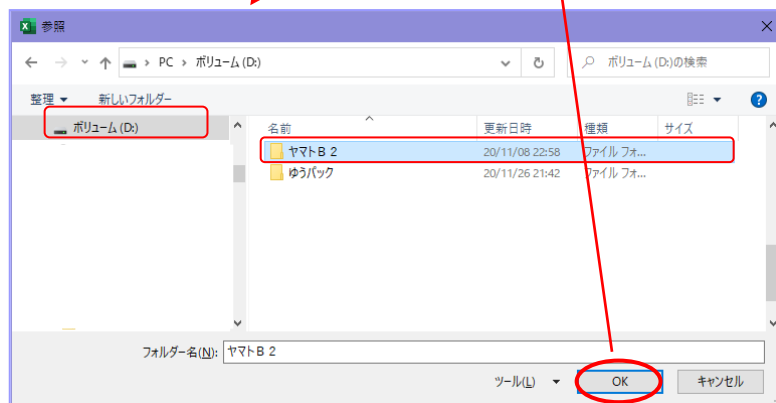 参照
PC › ボリューム (D:)
ボリューム (D:)の検索
整理 新しいフォルダー
ボリューム (D:)
名前 更新日時 種類 サイズ
ヤマトB 2 20/11/08 22:58 ファイル フォ...
ゆうパック 20/11/26 21:42 ファイル フォ...
フォルダー名(N): ヤマトB 2
ツール(L) OK キャンセル